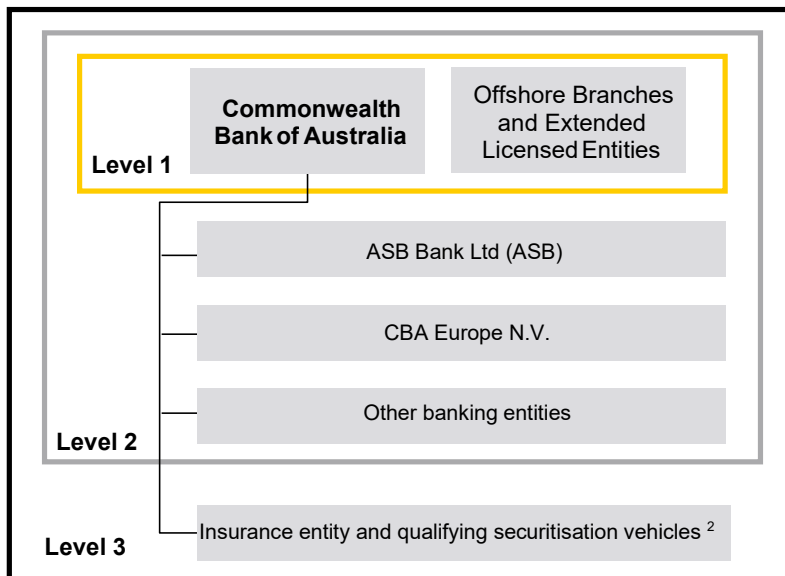 Commonwealth
Bank of Australia
Offshore Branches
and Extended
Licensed Entities
Level 1
ASB Bank Ltd (ASB)
CBA Europe N.V.
Other banking entities
Level 2
Insurance entity and qualifying securitisation vehicles 2
Level 3